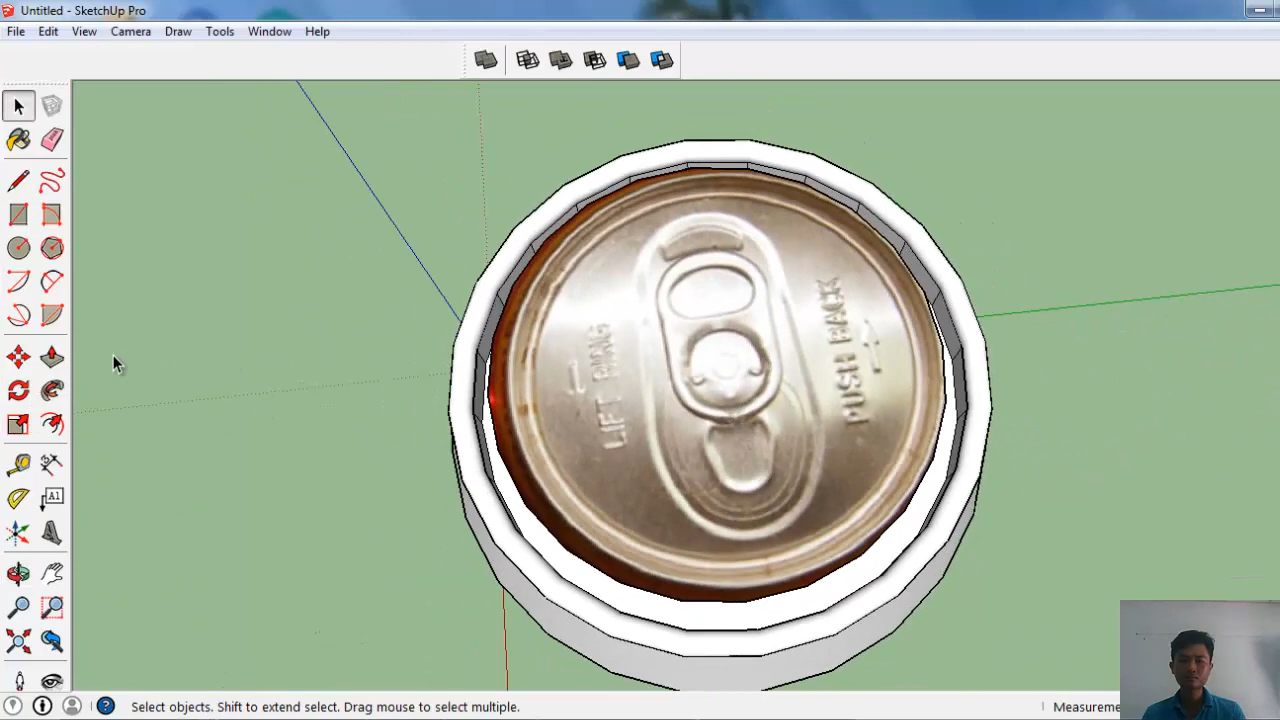 Untitled - SketchUp Pro
File Edit View Camera Draw Tools Window Help
LIFT RING
PUSH BACK
A1
Select objects. Shift to extend select. Drag mouse to select multiple.
Measureme